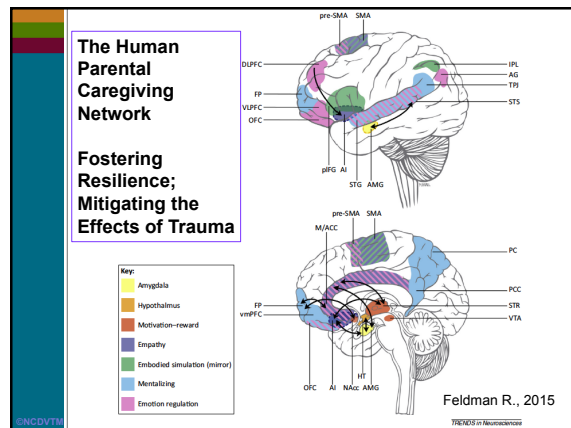 The Human
Parental
Caregiving
Network
Fostering
Resilience;
Mitigating the
Effects of Trauma
pre-SMA SMA
DLPFC
FP
VLPFC
OFC
IPL
AG
TPJ
STS
pIFG AI
STG AMG
pre-SMA SMA
M/ACC
PC
PCC
STR
VTA
FP
vmPFC
HT
OFC AI NAcc AMG
Key:
Amygdala
Hypothalmus
Motivation–reward
Empathy
Embodied simulation (mirror)
Mentalizing
Emotion regulation
Feldman R., 2015
TRENDS in Neurosciences
©NCDVTM